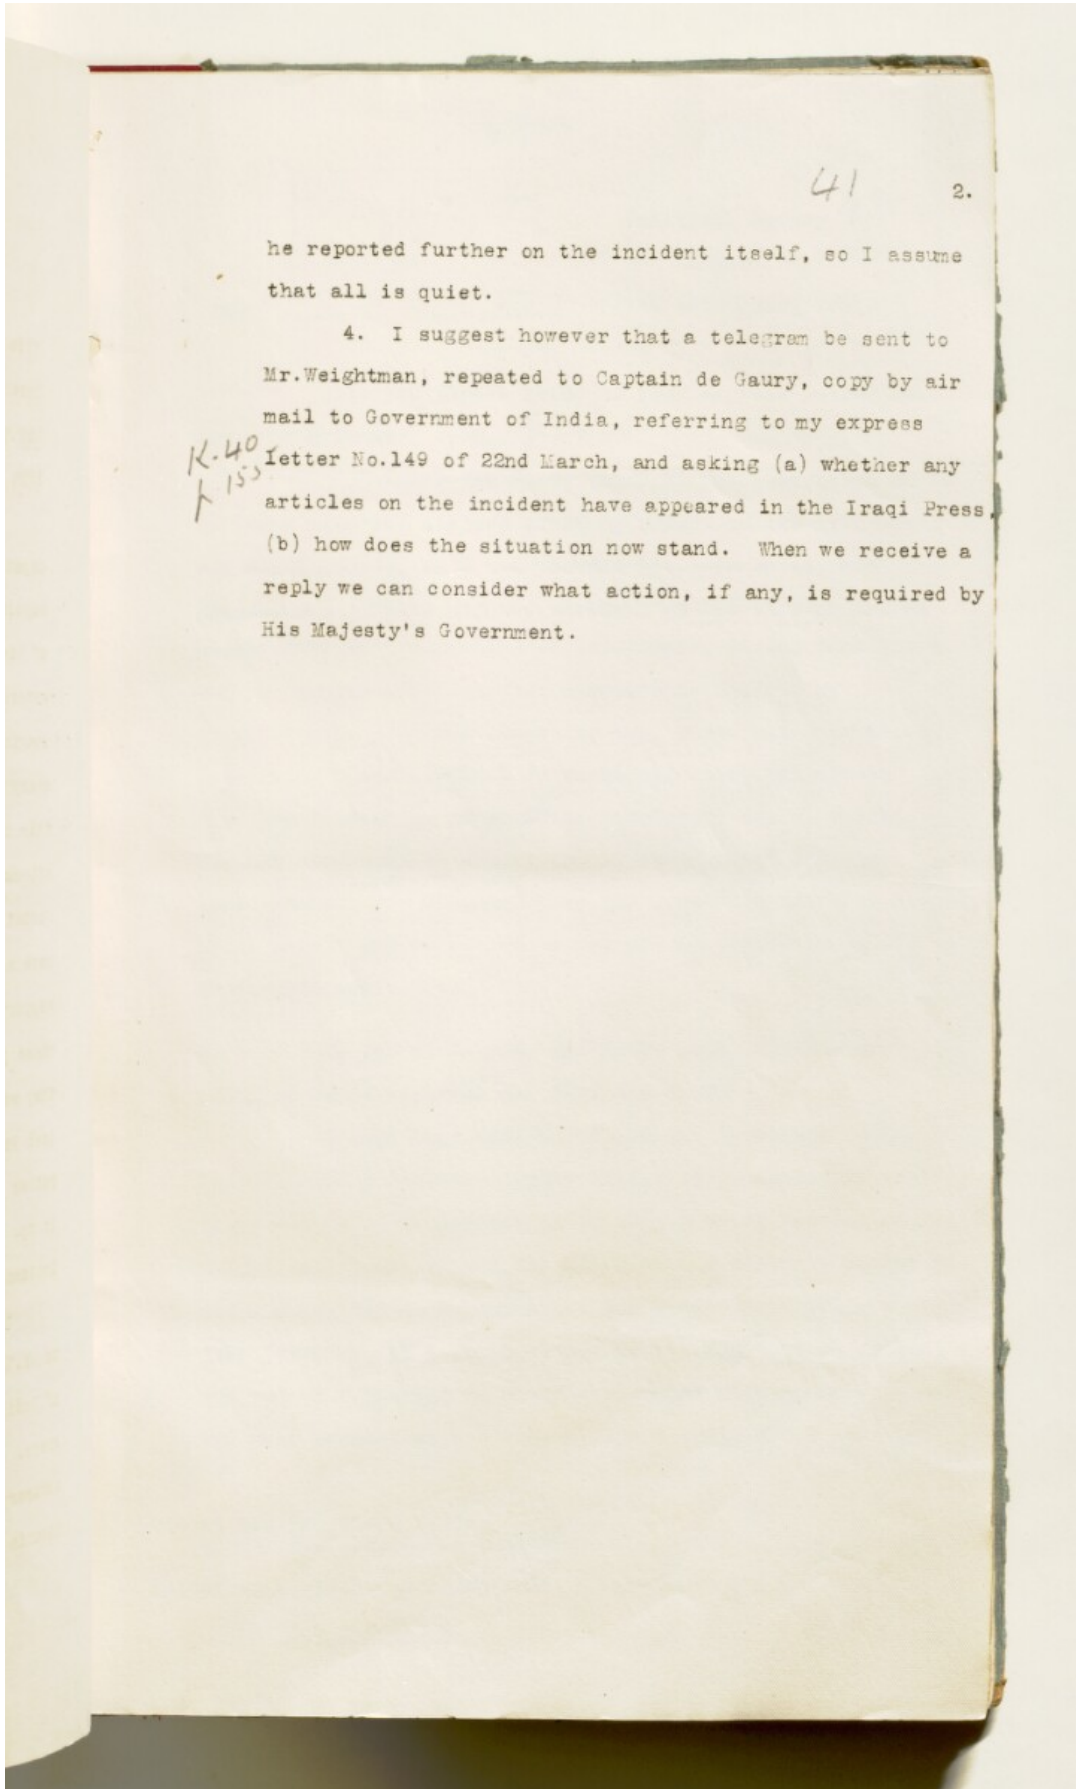 41
2.
he reported further on the incident itself, so I assume
that all is quiet.
4. I suggest however that a telegram be sent to
Mr.Weightman, repeated to Captain de Gaury, copy by air
mail to Government of India, referring to my express
K.40
letter No.149 of 22nd March, and asking (a) whether any
articles on the incident have appeared in the Iraqi Press,
(b) how does the situation now stand. When we receive a
reply we can consider what action, if any, is required by
His Majesty's Government.